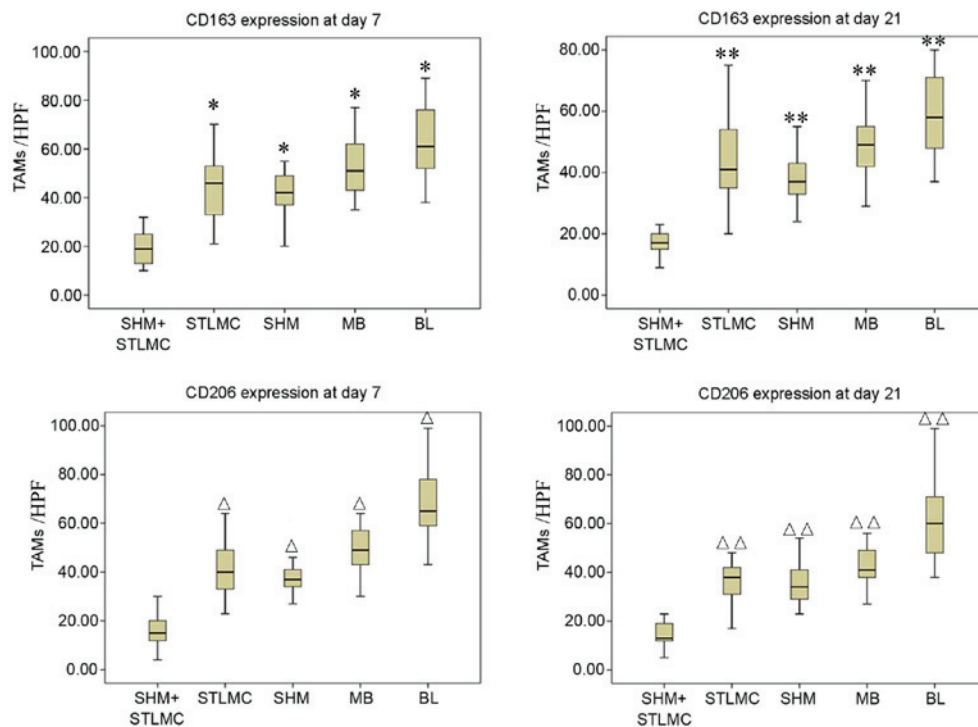 CD163 expression at day 7
TAMs /HPF
100.00
80.00
60.00
40.00
20.00
0.00
*
*
*
*
SHM+
STLMC
STLMC
SHM
MB
BL
CD163 expression at day 21
TAMs /HPF
80.00
60.00
40.00
20.00
0.00
**
**
**
**
SHM+
STLMC
STLMC
SHM
MB
BL
CD206 expression at day 7
TAMs /HPF
100.00
80.00
60.00
40.00
20.00
0.00
△
△
△
△
SHM+
STLMC
STLMC
SHM
MB
BL
CD206 expression at day 21
TAMs /HPF
100.00
80.00
60.00
40.00
20.00
0.00
△ △
△ △
△ △
△ △
SHM+
STLMC
STLMC
SHM
MB
BL